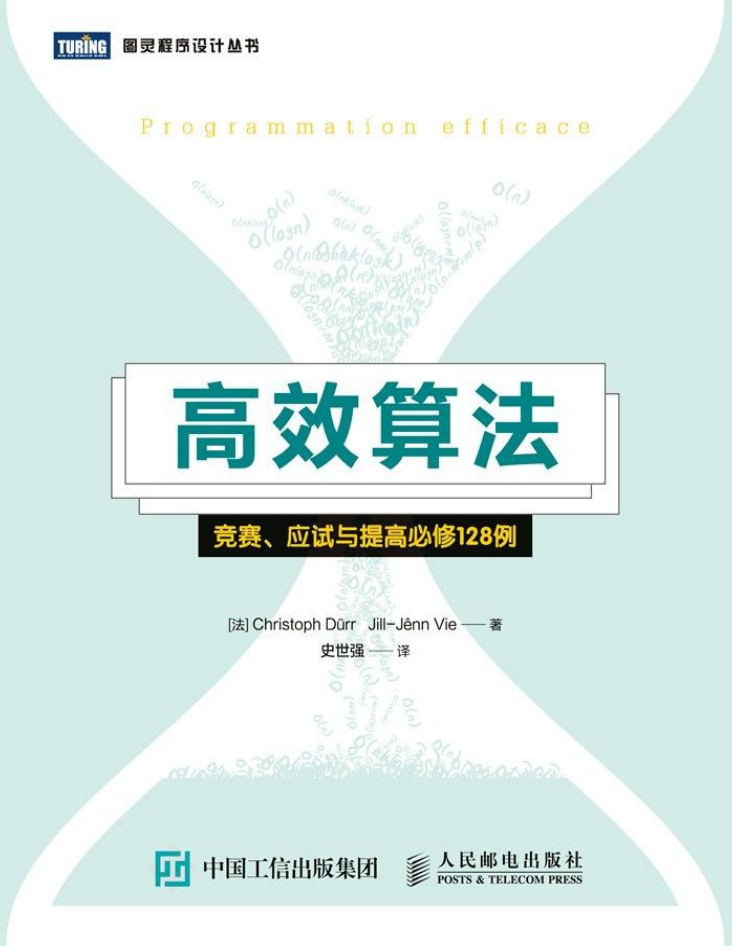 TURING 图灵程序设计丛书
Programmation efficace
O(n)
O(n)
O(logn)
O(logn)
高效算法
竞赛、应试与提高必修128例
[法] Christoph Dürr Jill-Jênn Vie —— 著
史世强 —— 译
O(n)
中国工信出版集团
人民邮电出版社
POSTS & TELECOM PRESS